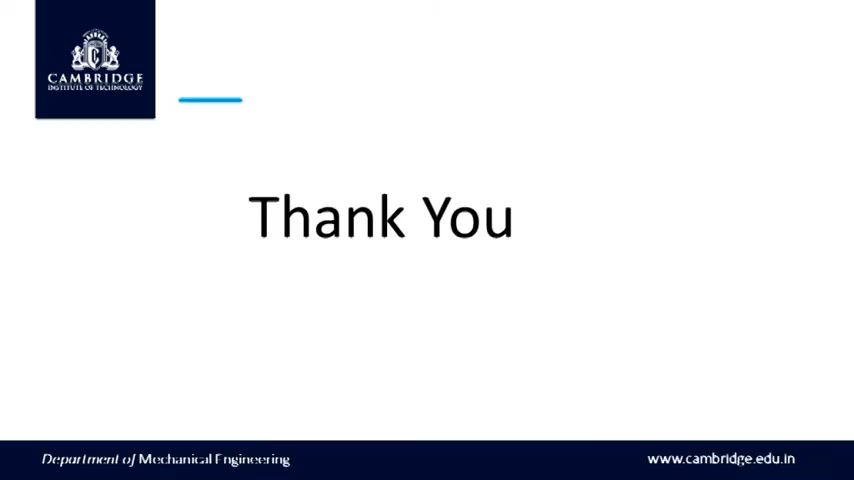 CAMBRIDGE
INSTITUTE OF TECHNOLOGY
Thank You
Department of Mechanical Engineering
www.cambridge.edu.in